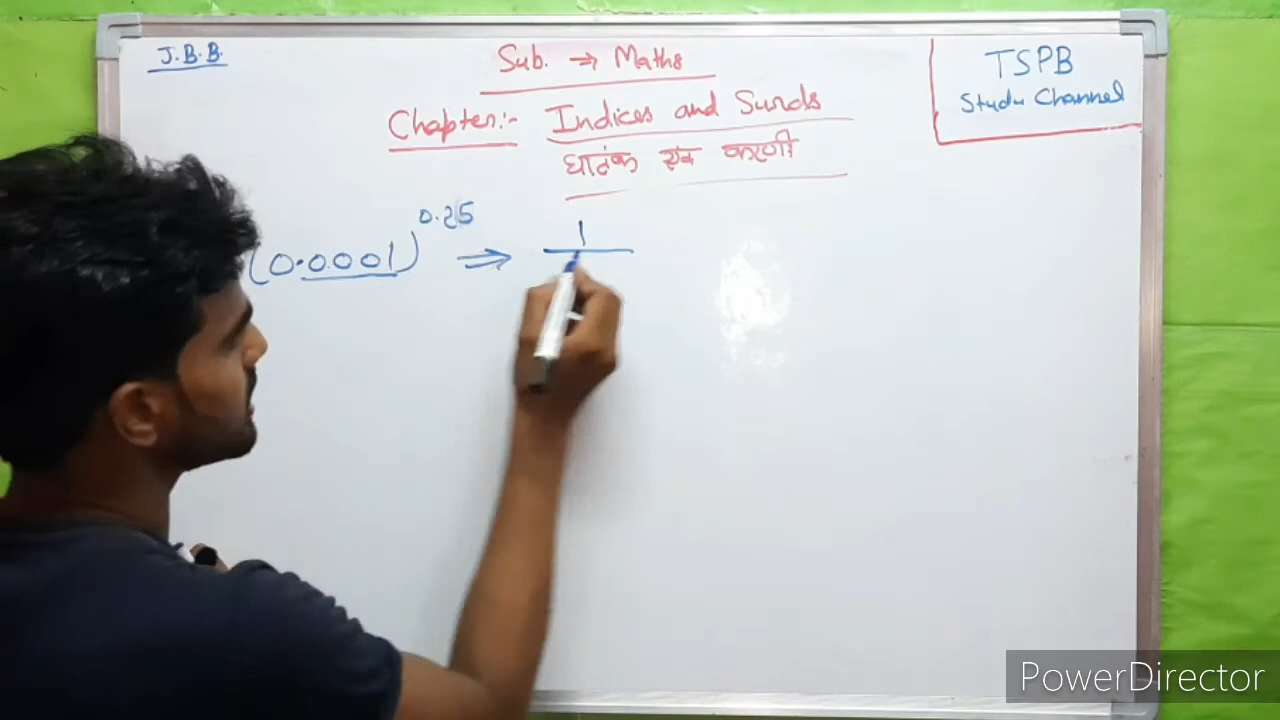 J.B.B.
Sub. ⇒ Maths
TSPB
Study Channel
Chapter:- Indices and Surds
घातंक एवं करणी
(0.0001)^0.25 ⇒ 1
PowerDirector